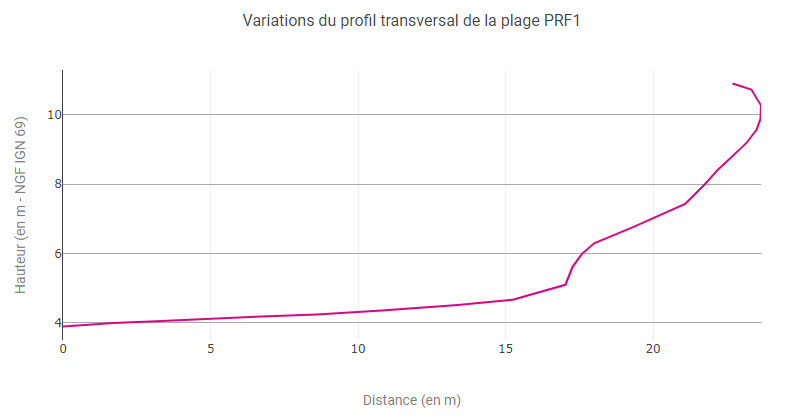 Variations du profil transversal de la plage PRF1
Hauteur (en m - NGF IGN 69)
10
8
6
4
0 5 10 15 20
Distance (en m)